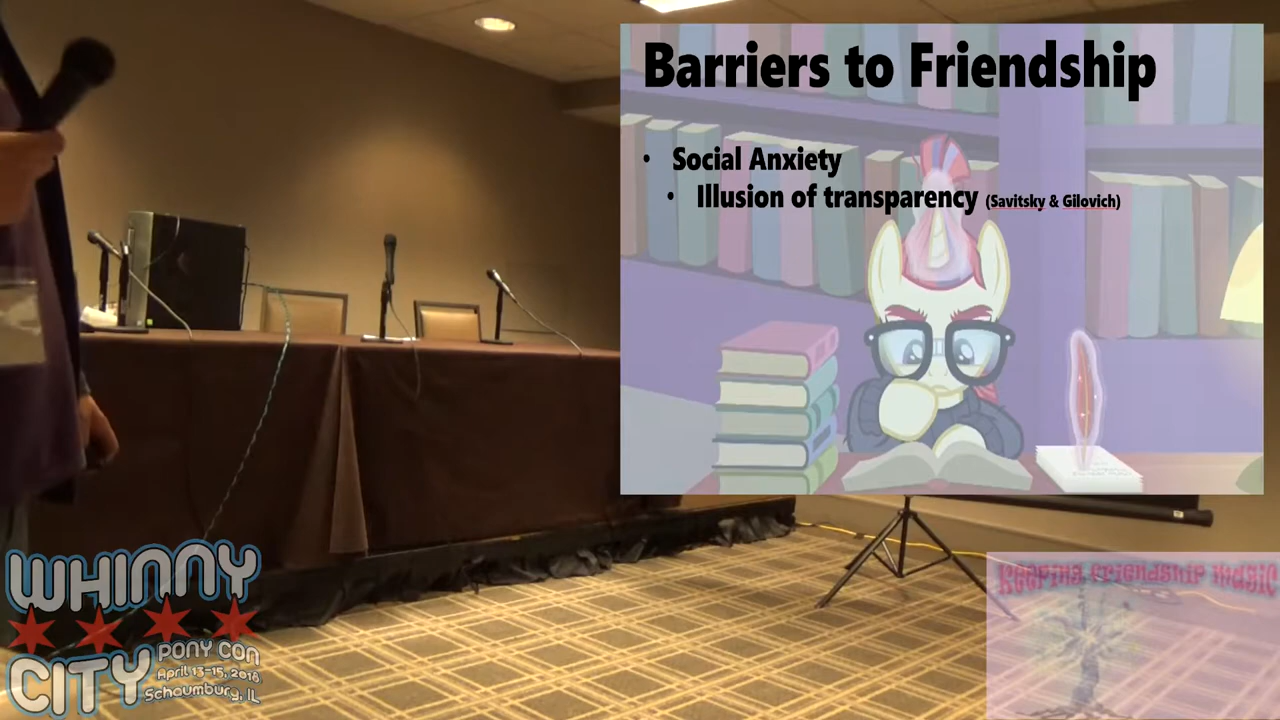 Barriers to Friendship
• Social Anxiety
• Illusion of transparency (Savitsky & Gilovich)
WHINNY
CITY
PONY CON
April 13-15, 2018
Schaumburg, IL
Keeping Friendship Magic